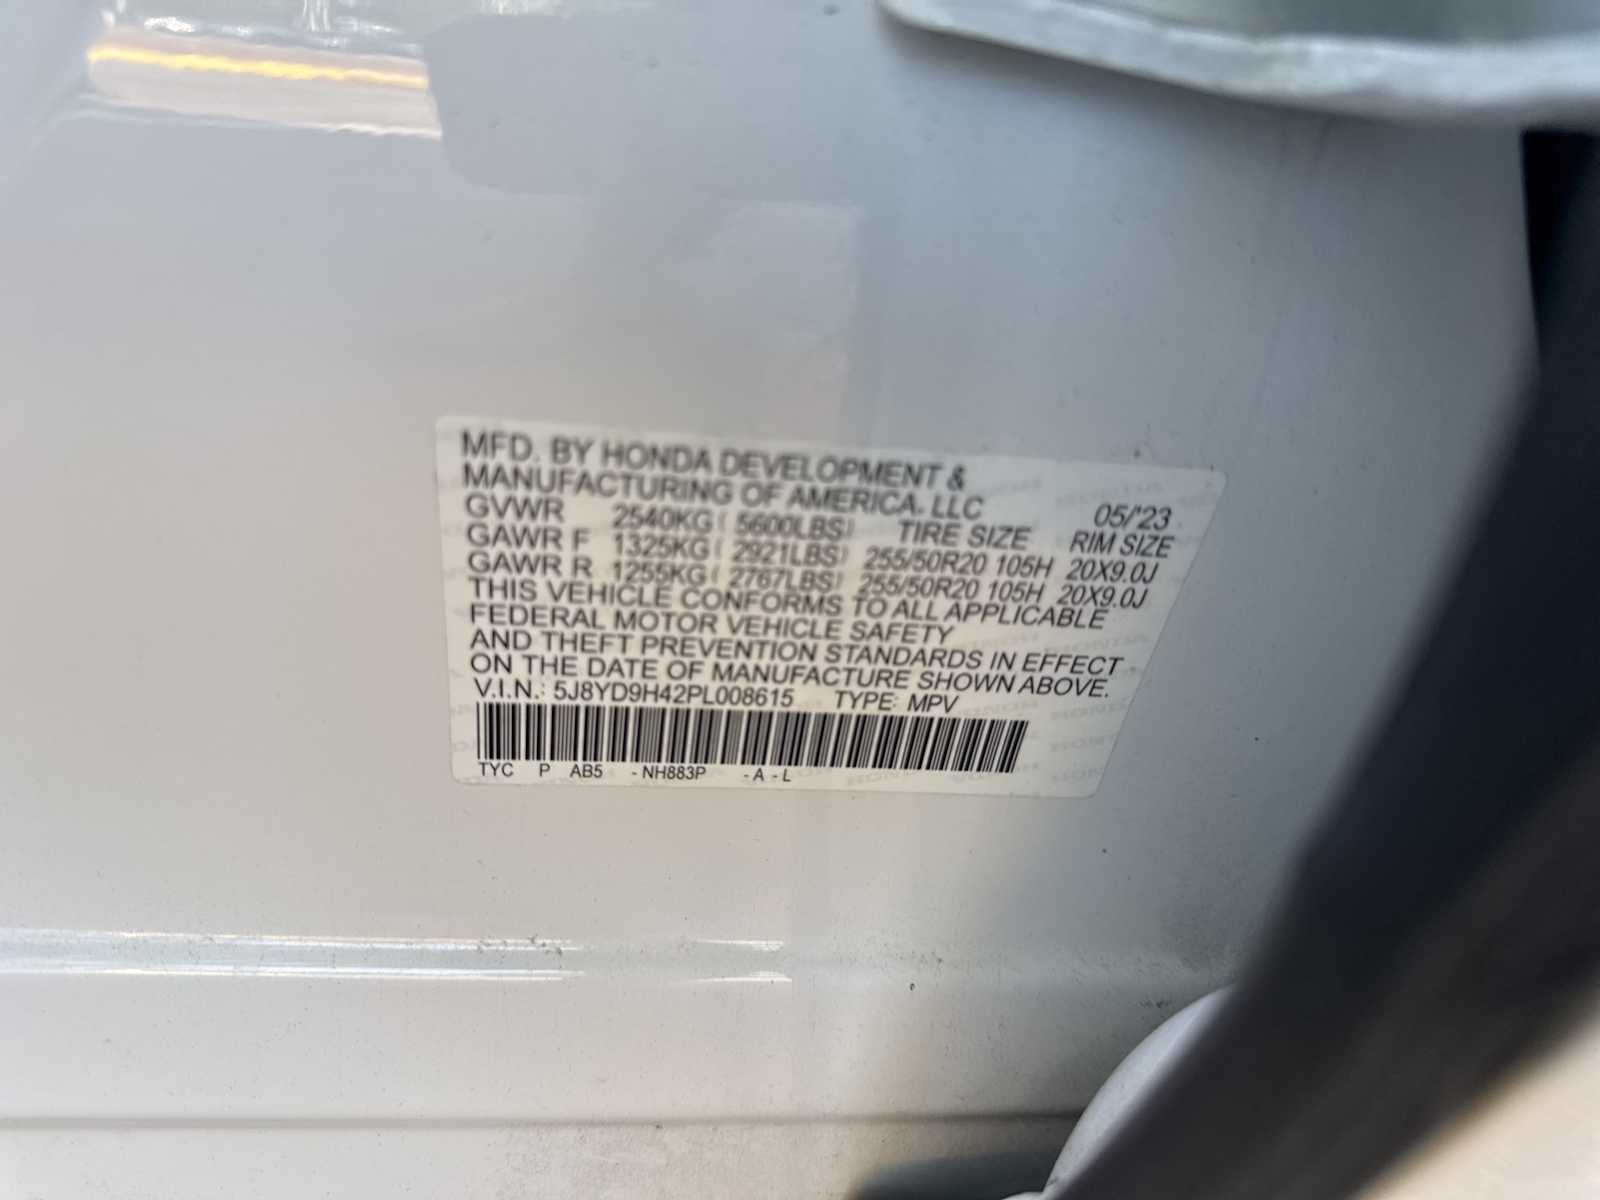 MFD. BY HONDA DEVELOPMENT &
MANUFACTURING OF AMERICA, LLC 05/'23
GVWR 2540KG ( 5600LBS) TIRE SIZE RIM SIZE
GAWR F 1325KG ( 2921LBS) 255/50R20 105H 20X9.0J
GAWR R 1255KG ( 2767LBS) 255/50R20 105H 20X9.0J
THIS VEHICLE CONFORMS TO ALL APPLICABLE
FEDERAL MOTOR VEHICLE SAFETY
AND THEFT PREVENTION STANDARDS IN EFFECT
ON THE DATE OF MANUFACTURE SHOWN ABOVE.
V.I.N.: 5J8YD9H42PL008615 TYPE: MPV
TYC P AB5 - NH883P - A - L